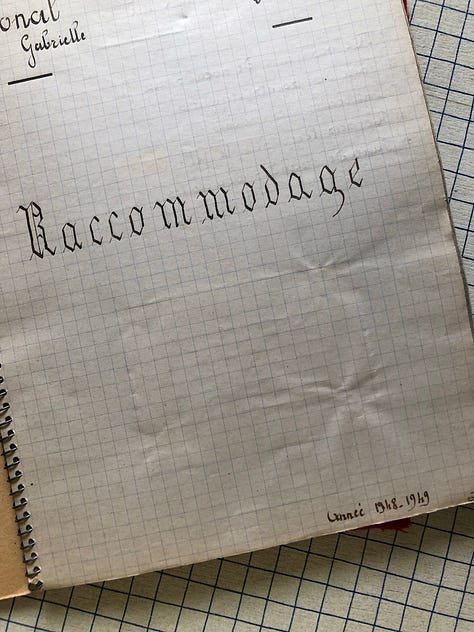 onal
Gabrielle
Raccommodage
Année 1948-1949